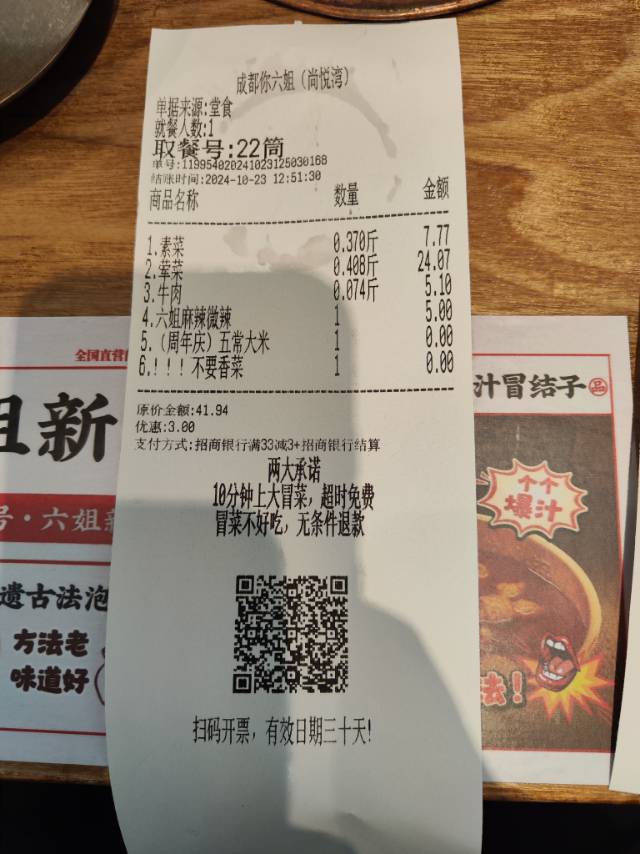 成都你六姐（尚悦湾）
单据来源:堂食
就餐人数:1
取餐号:22筒
单号:11995402024102312503016​8
结账时间:2024-10-23 12:51:30
商品名称 数量 金额
1.素菜 0.370斤 7.77
2.荤菜 0.408斤 24.07
3.牛肉 0.074斤 5.10
4.六姐麻辣微辣 1 5.00
5.（周年庆）五常大米 1 0.00
6.！！！不要香菜 1 0.00
原价金额:41.94
优惠:3.00
支付方式:招商银行满33减3+招商银行结算
两大承诺
10分钟上大冒菜，超时免费
冒菜不好吃，无条件退款
扫码开票，有效日期三十天!
全国直营
姐新
号·六姐
遗古法泡
方法老
味道好
汁冒结子
个个
爆汁
去！